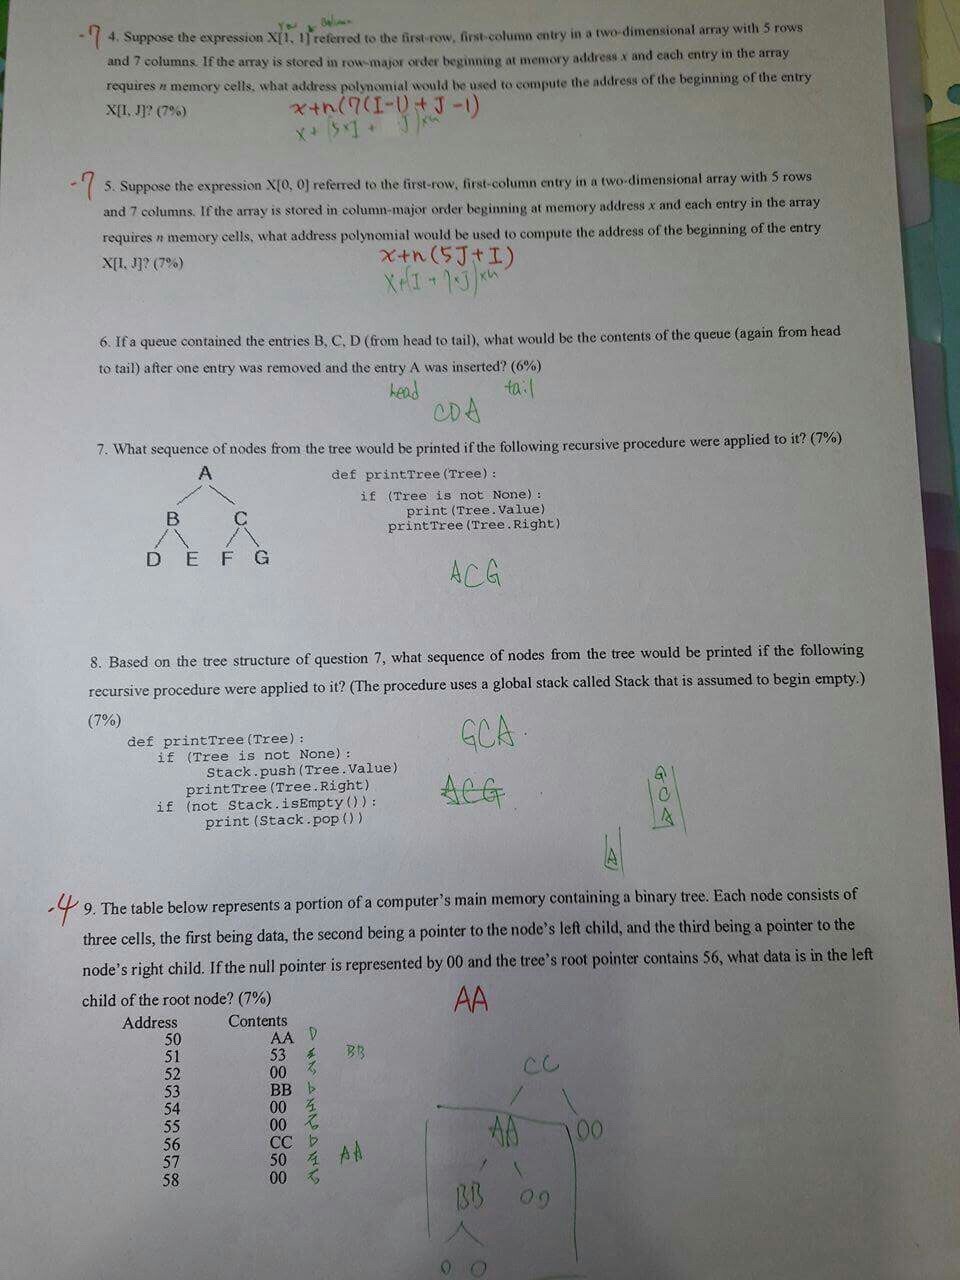 Row Column
-7 4. Suppose the expression X[1, 1] referred to the first-row, first-column entry in a two-dimensional array with 5 rows
and 7 columns. If the array is stored in row-major order beginning at memory address x and each entry in the array
requires n memory cells, what address polynomial would be used to compute the address of the beginning of the entry
X[I, J]? (7%) x+n(7(I-1)+J-1)
-7 5. Suppose the expression X[0, 0] referred to the first-row, first-column entry in a two-dimensional array with 5 rows
and 7 columns. If the array is stored in column-major order beginning at memory address x and each entry in the array
requires n memory cells, what address polynomial would be used to compute the address of the beginning of the entry
X[I, J]? (7%) x+n(5J+I)
6. If a queue contained the entries B, C, D (from head to tail), what would be the contents of the queue (again from head
to tail) after one entry was removed and the entry A was inserted? (6%)
head tail
CDA
7. What sequence of nodes from the tree would be printed if the following recursive procedure were applied to it? (7%)
A
def printTree(Tree):
if (Tree is not None):
print(Tree.Value)
B C
printTree(Tree.Right)
D E F G
ACG
8. Based on the tree structure of question 7, what sequence of nodes from the tree would be printed if the following
recursive procedure were applied to it? (The procedure uses a global stack called Stack that is assumed to begin empty.)
(7%)
GCA
def printTree(Tree):
if (Tree is not None):
Stack.push(Tree.Value)
printTree(Tree.Right)
ACG
if (not Stack.isEmpty()):
print(Stack.pop())
G
C
A
A
-4 9. The table below represents a portion of a computer's main memory containing a binary tree. Each node consists of
three cells, the first being data, the second being a pointer to the node's left child, and the third being a pointer to the
node's right child. If the null pointer is represented by 00 and the tree's root pointer contains 56, what data is in the left
child of the root node? (7%) AA
Address Contents
50 AA D
51 53 左 BB
52 00 右
53 BB D
54 00 左
55 00 右
56 CC D
57 50 左 AA
58 00 右
CC
AA 00
BB 00
0 0